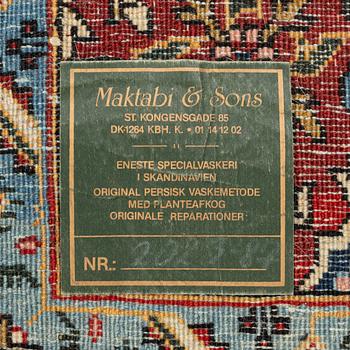 Maktabi & Sons
ST. KONGENSGADE 85
DK-1264 KBH. K. • 01 14 12 02
ENESTE SPECIALVASKERI
I SKANDINAVIEN
ORIGINAL PERSISK VASKEMETODE
MED PLANTEAFKOG
ORIGINALE REPARATIONER
NR.: